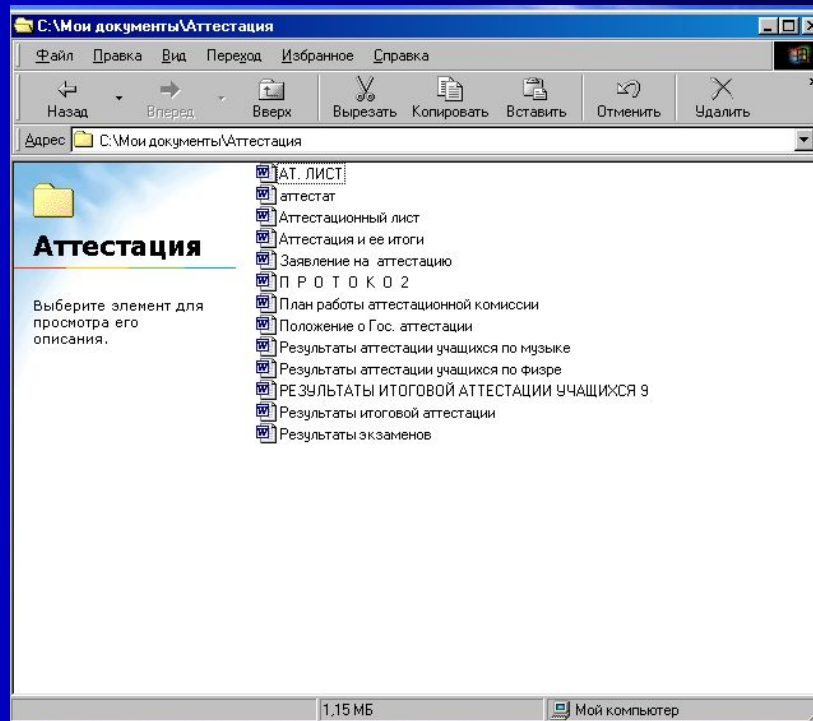 C:\Мои документы\Аттестация
Файл Правка Вид Переход Избранное Справка
Назад Вперед Вверх Вырезать Копировать Вставить Отменить Удалить
Адрес C:\Мои документы\Аттестация
АТ. ЛИСТ
аттестат
Аттестационный лист
Аттестация и ее итоги
Заявление на аттестацию
П Р О Т О К О 2
План работы аттестационной комиссии
Положение о Гос. аттестации
Результаты аттестации учащихся по музыке
Результаты аттестации учащихся по физре
РЕЗУЛЬТАТЫ ИТОГОВОЙ АТТЕСТАЦИИ УЧАЩИХСЯ 9
Результаты итоговой аттестации
Результаты экзаменов
Аттестация
Выберите элемент для
просмотра его
описания.
1,15 МБ Мой компьютер